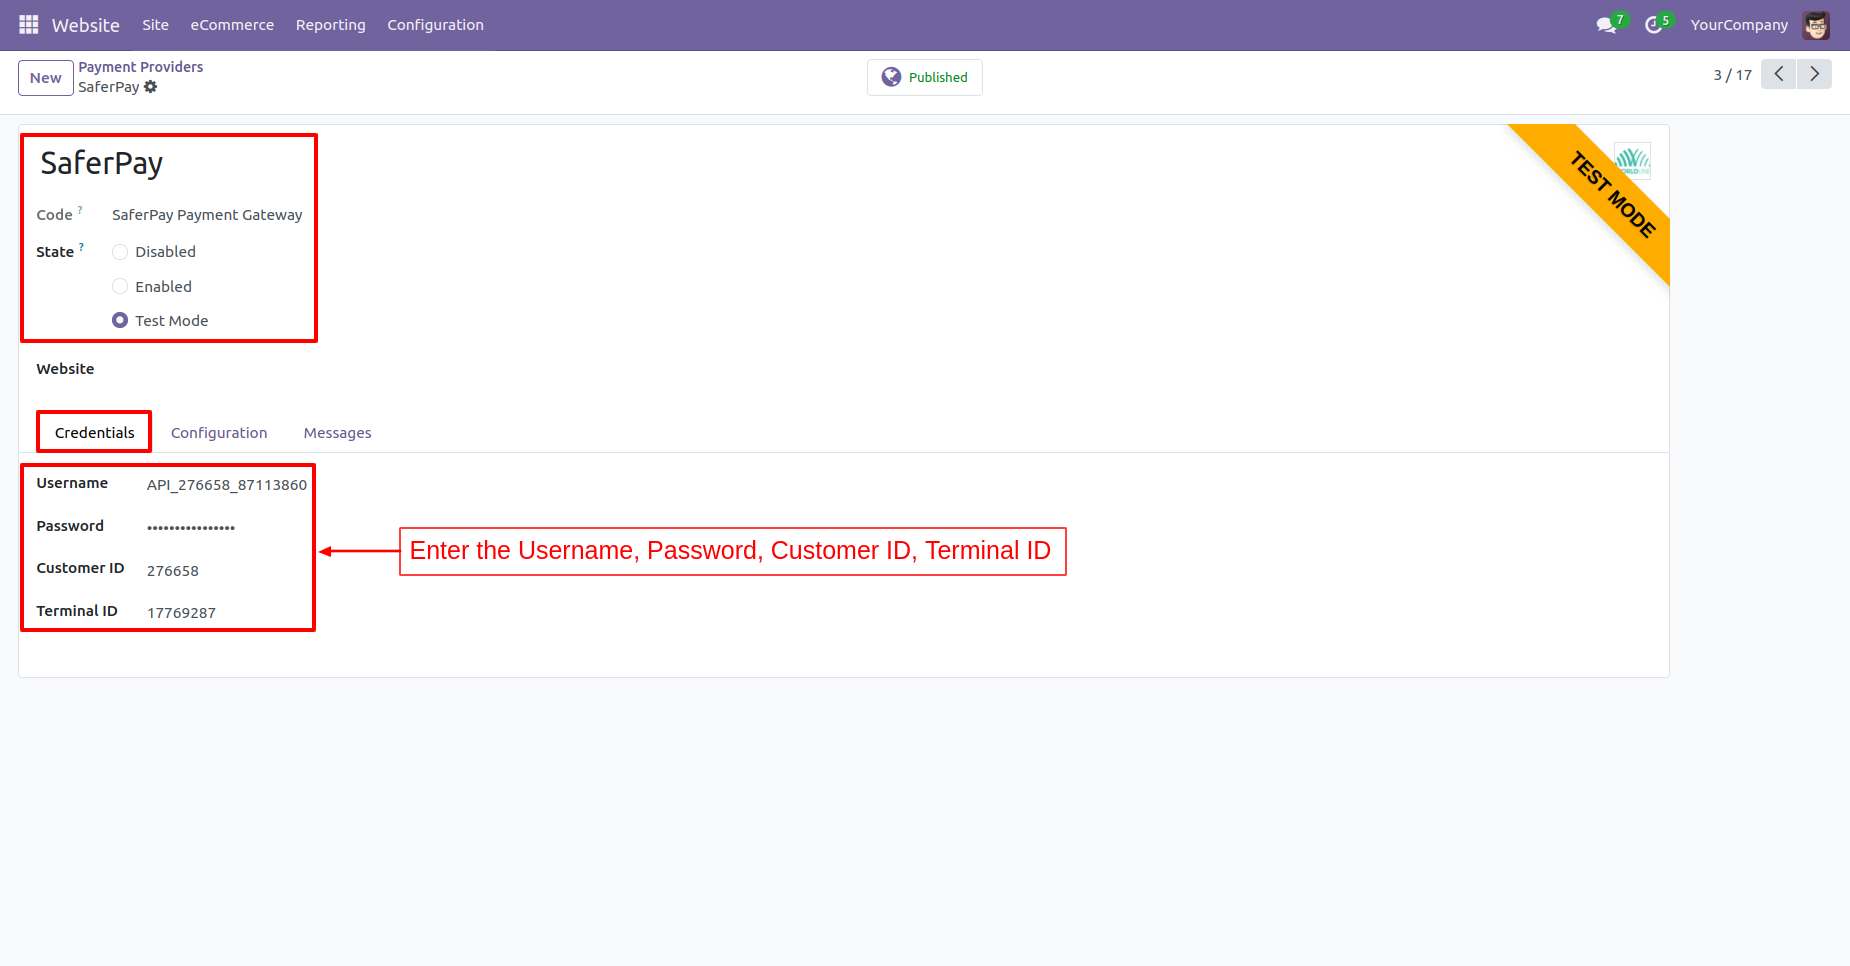 Website Site eCommerce Reporting Configuration 7 5 YourCompany
New Payment Providers
SaferPay
Published
3 / 17
SaferPay
TEST MODE
Code ? SaferPay Payment Gateway
State ? Disabled
Enabled
Test Mode
Website
Credentials Configuration Messages
Username API_276658_87113860
Password ••••••••••••••••
Customer ID 276658
Terminal ID 17769287
Enter the Username, Password, Customer ID, Terminal ID